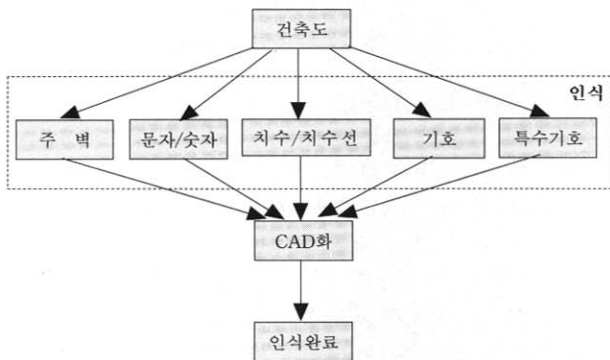 건축도
인식
주 벽
문자/숫자
치수/치수선
기호
특수기호
CAD화
인식완료